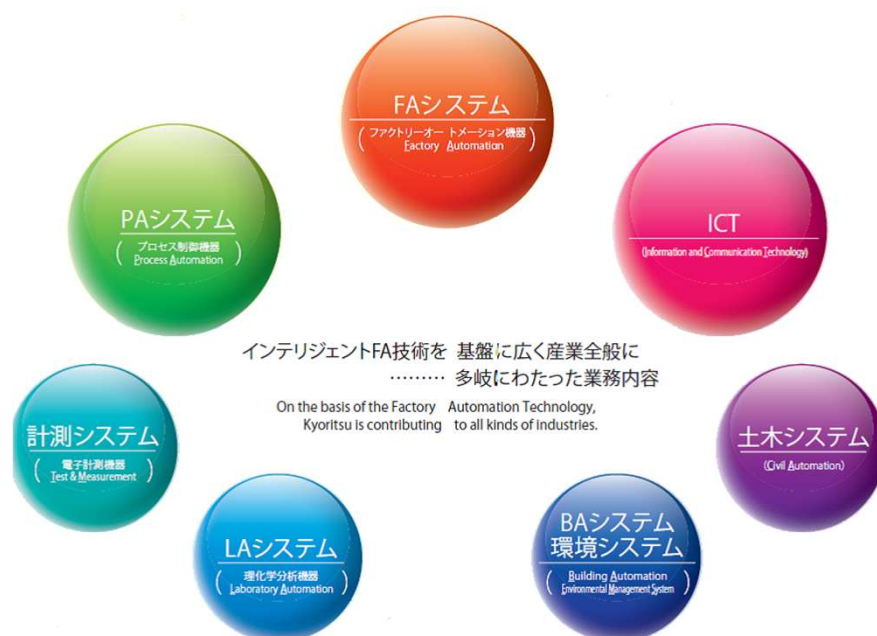 FAシステム
(ファクトリーオー トメーション機器
Factory Automation)
PAシステム
(プロセス制御機器
Process Automation)
ICT
(Information and Communication Technology)
インテリジェントFA技術を 基盤に広く産業全般に
……… 多岐にわたった業務内容
On the basis of the Factory Automation Technology,
Kyoritsu is contributing to all kinds of industries.
計測システム
(電子計測機器
Test & Measurement)
土木システム
(Civil Automation)
LAシステム
(理化学分析機器
Laboratory Automation)
BAシステム
環境システム
(Building Automation
Environmental Management System)